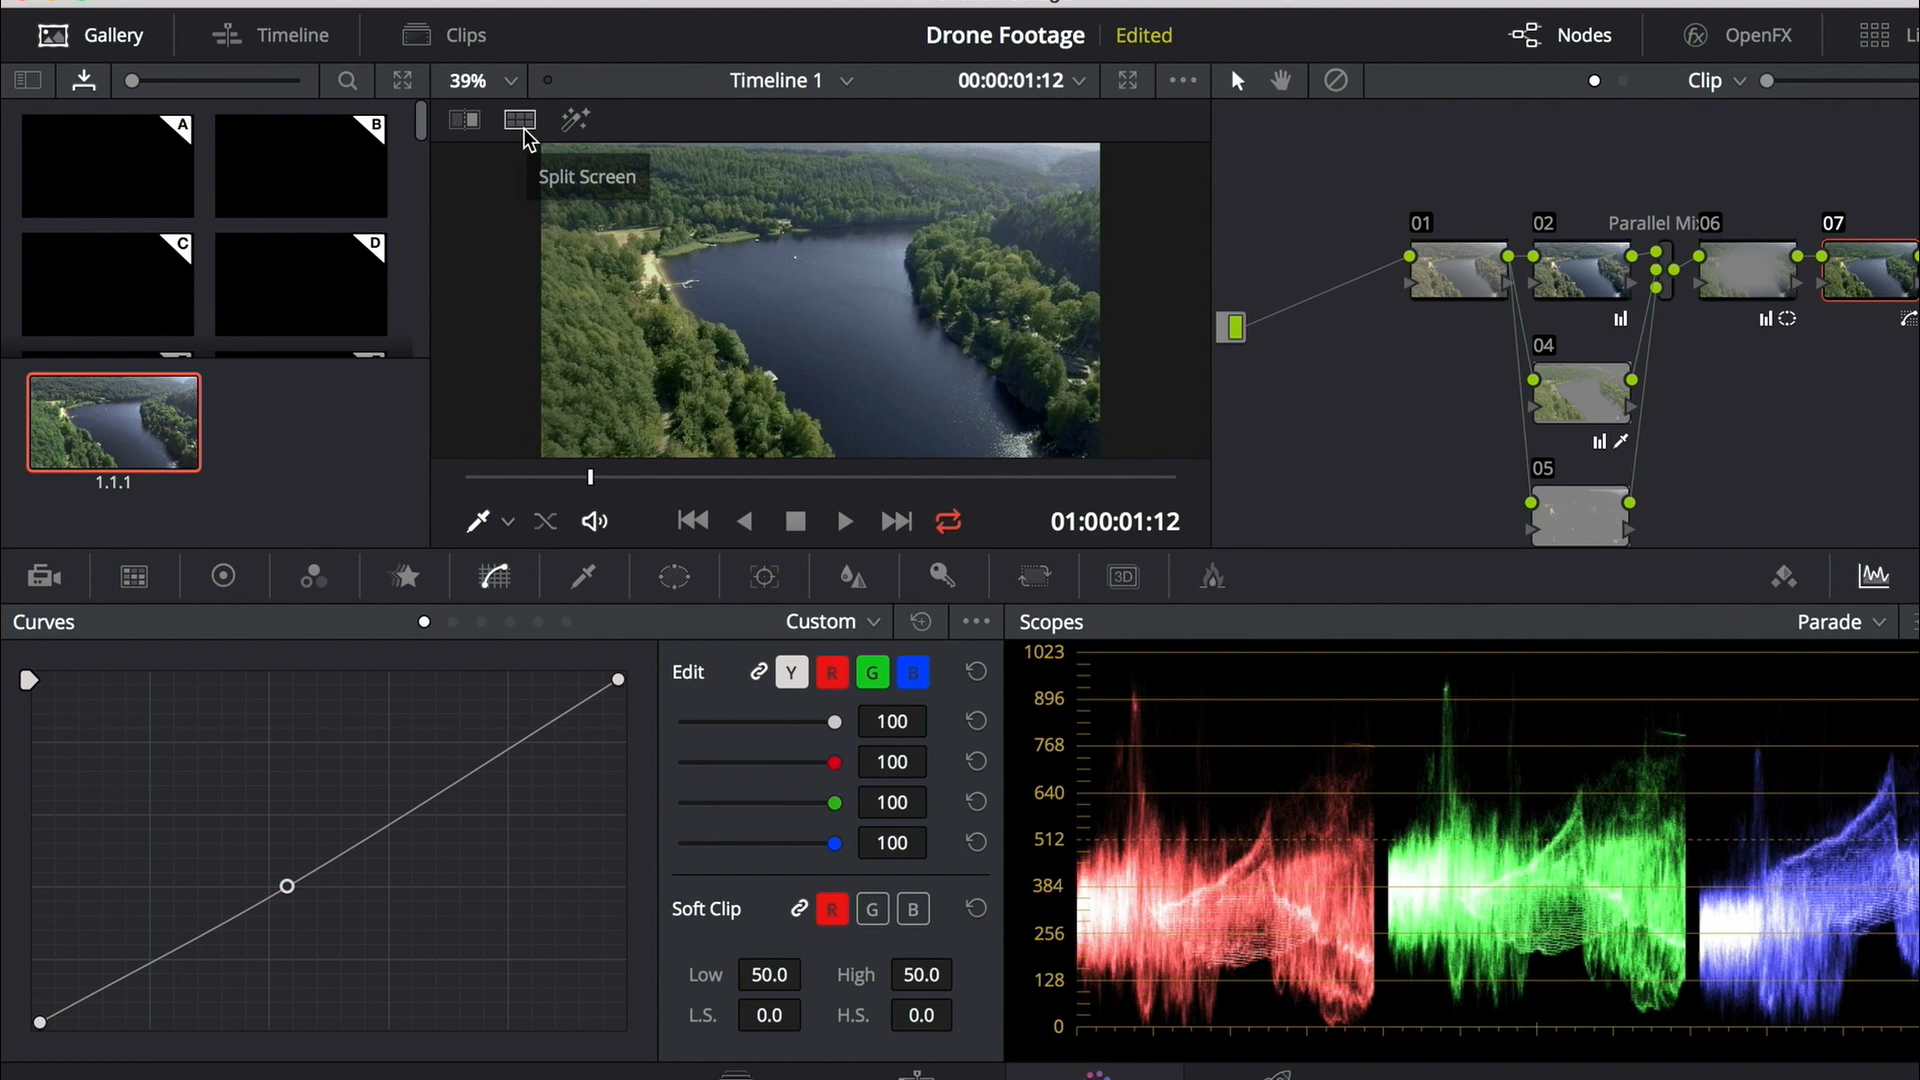 Gallery
Timeline
Clips
Drone Footage
Edited
Nodes
OpenFX
39%
Timeline 1
00:00:01:12
Clip
A
B
C
D
Split Screen
01
02
Parallel Mix
06
07
04
05
1.1.1
01:00:01:12
3D
Curves
Custom
Scopes
Parade
Edit
Y
R
G
B
100
100
100
100
Soft Clip
R
G
B
Low
50.0
High
50.0
L.S.
0.0
H.S.
0.0
1023
896
768
640
512
384
256
128
0